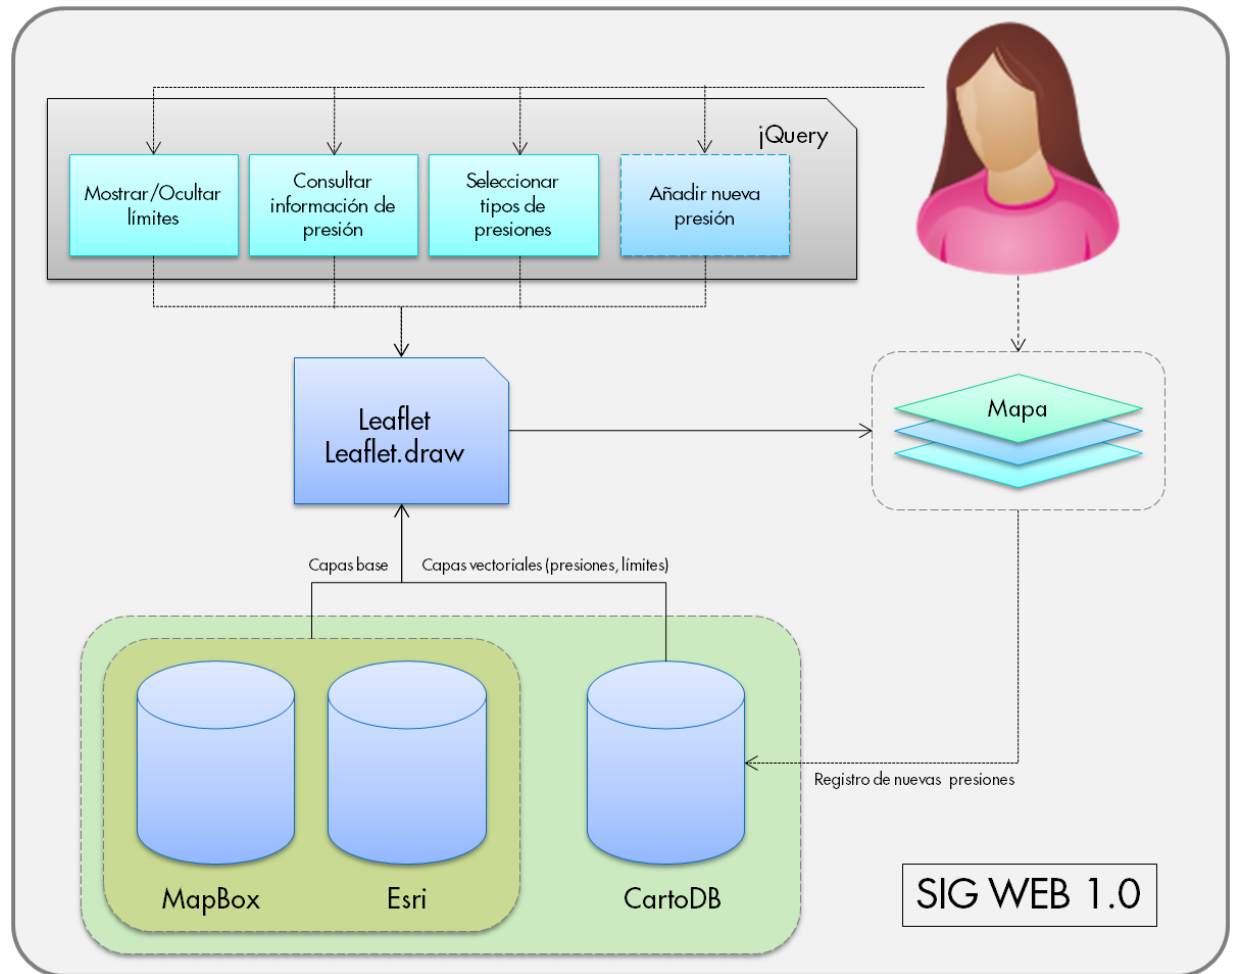 jQuery
Mostrar/Ocultar
límites
Consultar
información de
presión
Seleccionar
tipos de
presiones
Añadir nueva
presión
Leaflet
Leaflet.draw
Mapa
Capas base
Capas vectoriales (presiones, límites)
Registro de nuevas presiones
MapBox
Esri
CartoDB
SIG WEB 1.0